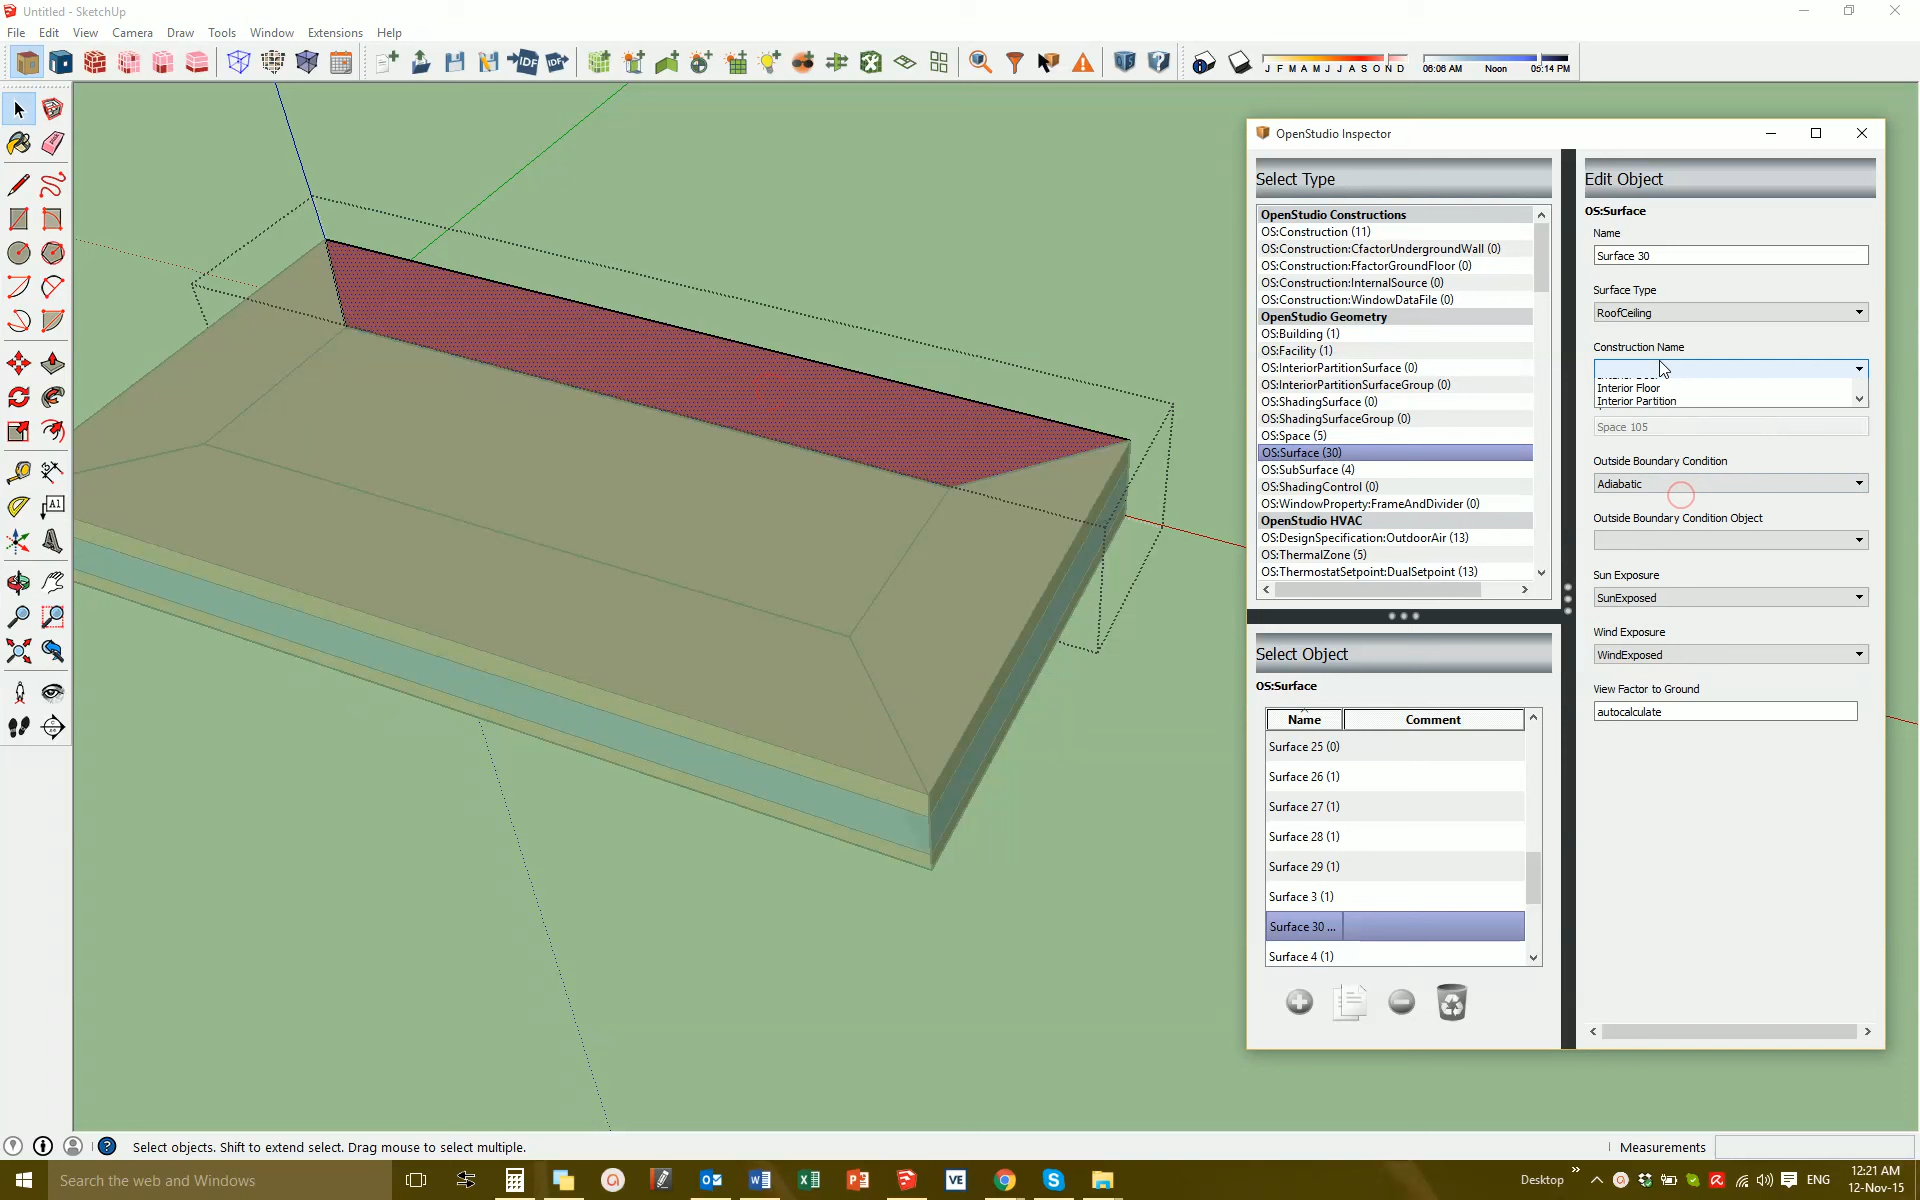 Untitled - SketchUp
File Edit View Camera Draw Tools Window Extensions Help
IDF IDF
J F M A M J J A S O N D
06:06 AM Noon 05:14 PM
A1
OpenStudio Inspector
Select Type
OpenStudio Constructions
OS:Construction (11)
OS:Construction:CfactorUndergroundWall (0)
OS:Construction:FfactorGroundFloor (0)
OS:Construction:InternalSource (0)
OS:Construction:WindowDataFile (0)
OpenStudio Geometry
OS:Building (1)
OS:Facility (1)
OS:InteriorPartitionSurface (0)
OS:InteriorPartitionSurfaceGroup (0)
OS:ShadingSurface (0)
OS:ShadingSurfaceGroup (0)
OS:Space (5)
OS:Surface (30)
OS:SubSurface (4)
OS:ShadingControl (0)
OS:WindowProperty:FrameAndDivider (0)
OpenStudio HVAC
OS:DesignSpecification:OutdoorAir (13)
OS:ThermalZone (5)
OS:ThermostatSetpoint:DualSetpoint (13)
Select Object
OS:Surface
Name Comment
Surface 25 (0)
Surface 26 (1)
Surface 27 (1)
Surface 28 (1)
Surface 29 (1)
Surface 3 (1)
Surface 30 ...
Surface 4 (1)
Edit Object
OS:Surface
Name
Surface 30
Surface Type
RoofCeiling
Construction Name
Interior Floor
Interior Partition
Space 105
Outside Boundary Condition
Adiabatic
Outside Boundary Condition Object
Sun Exposure
SunExposed
Wind Exposure
WindExposed
View Factor to Ground
autocalculate
Select objects. Shift to extend select. Drag mouse to select multiple.
Measurements
Search the web and Windows
VE
Desktop
ENG
12:21 AM
12-Nov-15